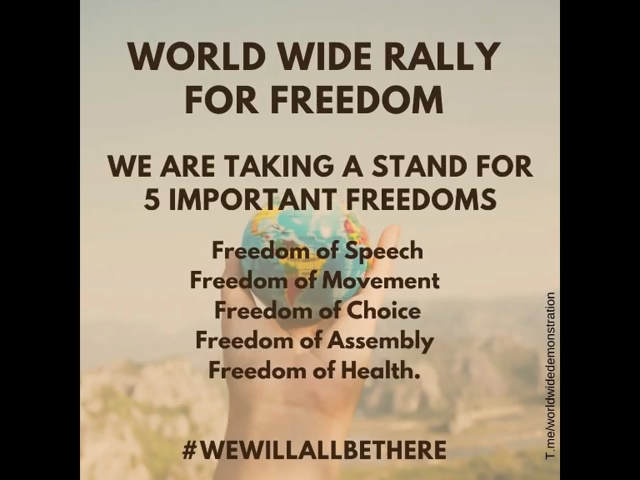 WORLD WIDE RALLY
FOR FREEDOM
WE ARE TAKING A STAND FOR
5 IMPORTANT FREEDOMS
Freedom of Speech
Freedom of Movement
Freedom of Choice
Freedom of Assembly
Freedom of Health.
#WEWILLALLBETHERE
T.me/worldwidedemonstration